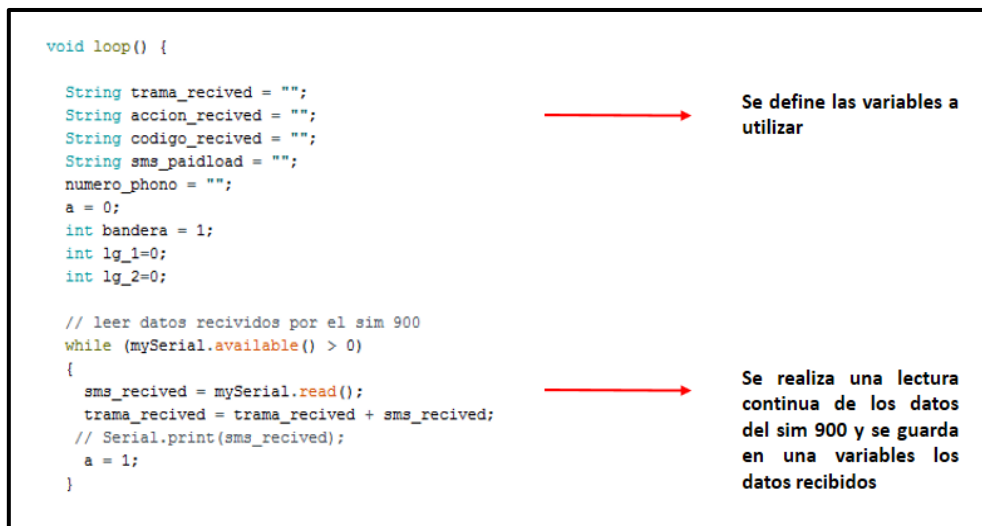 void loop() {
String trama_recived = "";
String accion_recived = "";
String codigo_recived = "";
String sms_paidload = "";
numero_phono = "";
a = 0;
int bandera = 1;
int lg_1=0;
int lg_2=0;
// leer datos recividos por el sim 900
while (mySerial.available() > 0)
{
sms_recived = mySerial.read();
trama_recived = trama_recived + sms_recived;
// Serial.print(sms_recived);
a = 1;
}
Se define las variables a
utilizar
Se realiza una lectura
continua de los datos
del sim 900 y se guarda
en una variables los
datos recibidos